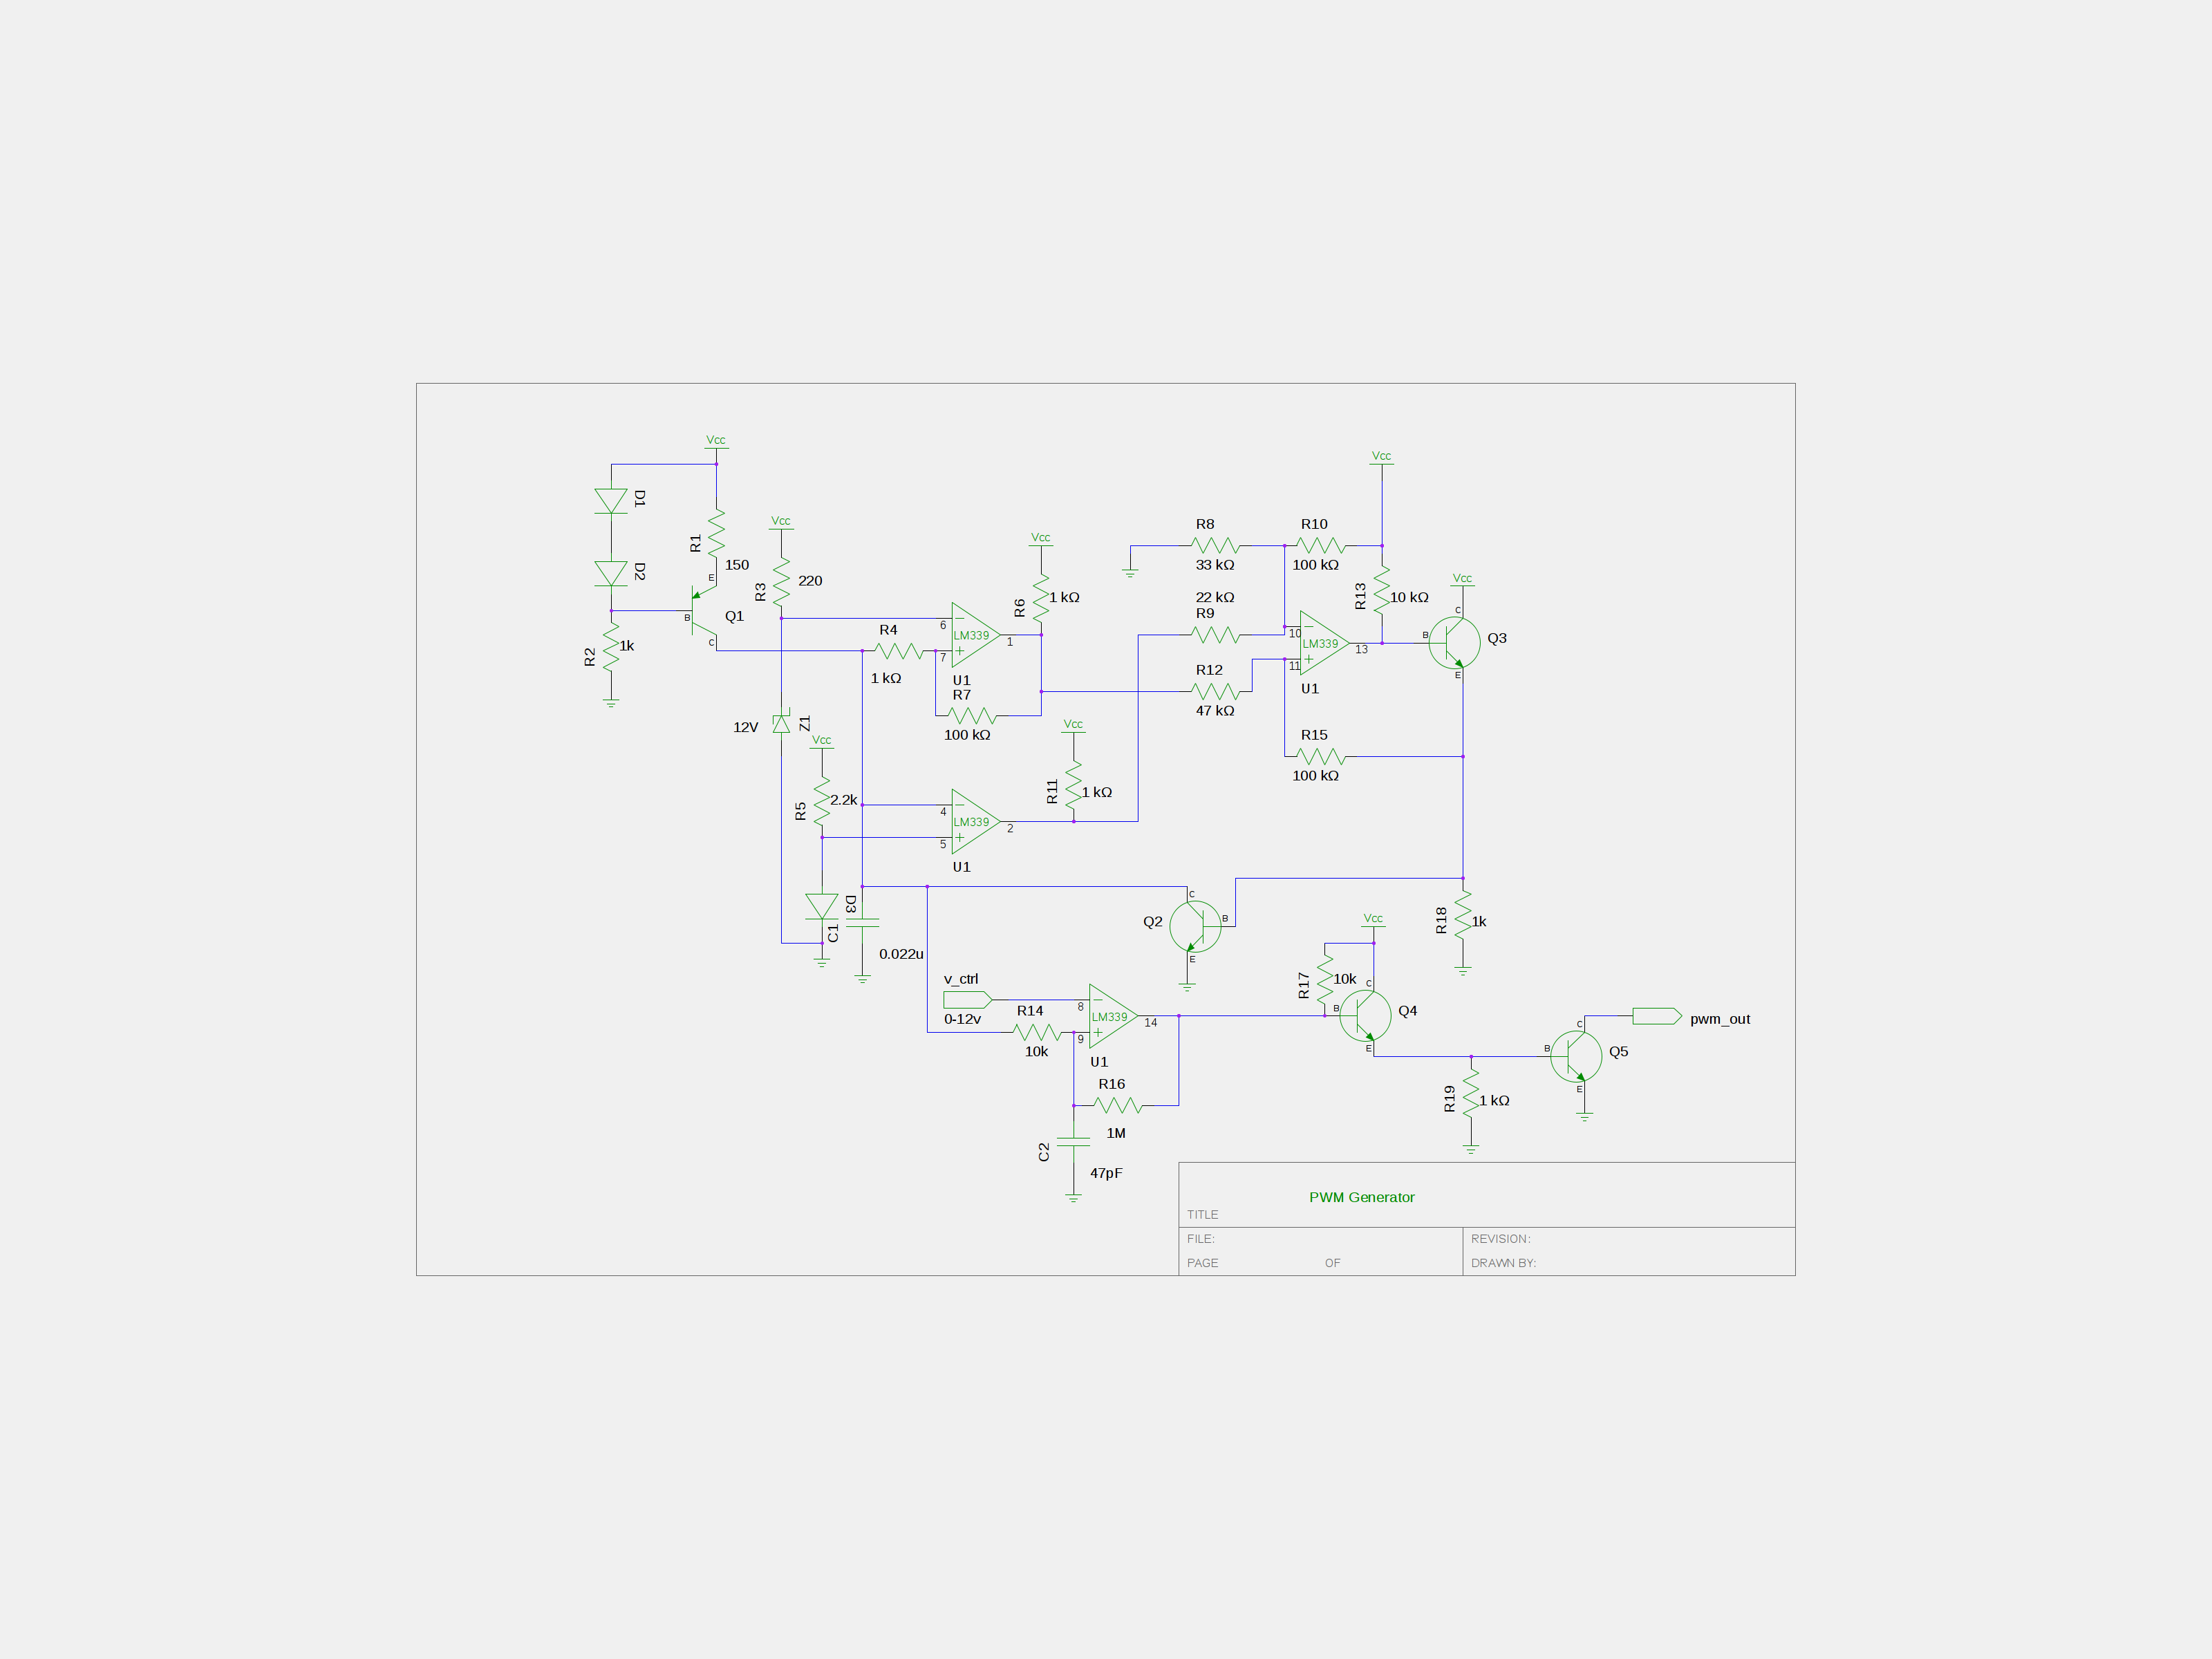 Vcc
D1
D2
R1
150
E
B
C
Q1
R2
1k
Vcc
R3
220
R4
1 kΩ
6
7
LM339
1
U1
R7
100 kΩ
Vcc
R6
1 kΩ
12V
Z1
Vcc
R5
2.2k
4
5
LM339
2
U1
Vcc
R11
1 kΩ
D3
C1
0.022u
R8
33 kΩ
22 kΩ
R9
R12
47 kΩ
R10
100 kΩ
Vcc
R13
10 kΩ
10
11
LM339
13
U1
R15
100 kΩ
Vcc
C
B
E
Q3
Q2
C
B
E
R18
1k
v_ctrl
0-12v
R14
10k
8
9
LM339
14
U1
R16
1M
C2
47pF
Vcc
R17
10k
C
B
E
Q4
R19
1 kΩ
C
B
E
Q5
pwm_out
PWM Generator
TITLE
FILE:
REVISION:
PAGE OF
DRAWN BY: